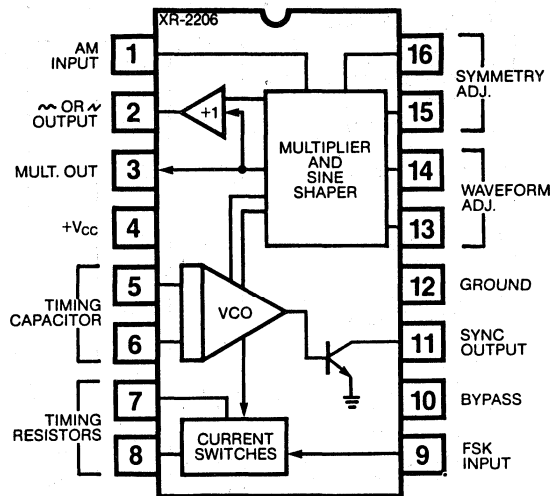 XR-2206
AM
INPUT
1
16
SYMMETRY
ADJ.
OR
OUTPUT
2
+1
15
MULTIPLIER
AND
SINE
SHAPER
MULT. OUT
3
14
WAVEFORM
ADJ.
+Vcc
4
13
TIMING
CAPACITOR
5
VCO
12
GROUND
6
11
SYNC
OUTPUT
TIMING
RESISTORS
7
10
BYPASS
8
CURRENT
SWITCHES
9
FSK
INPUT